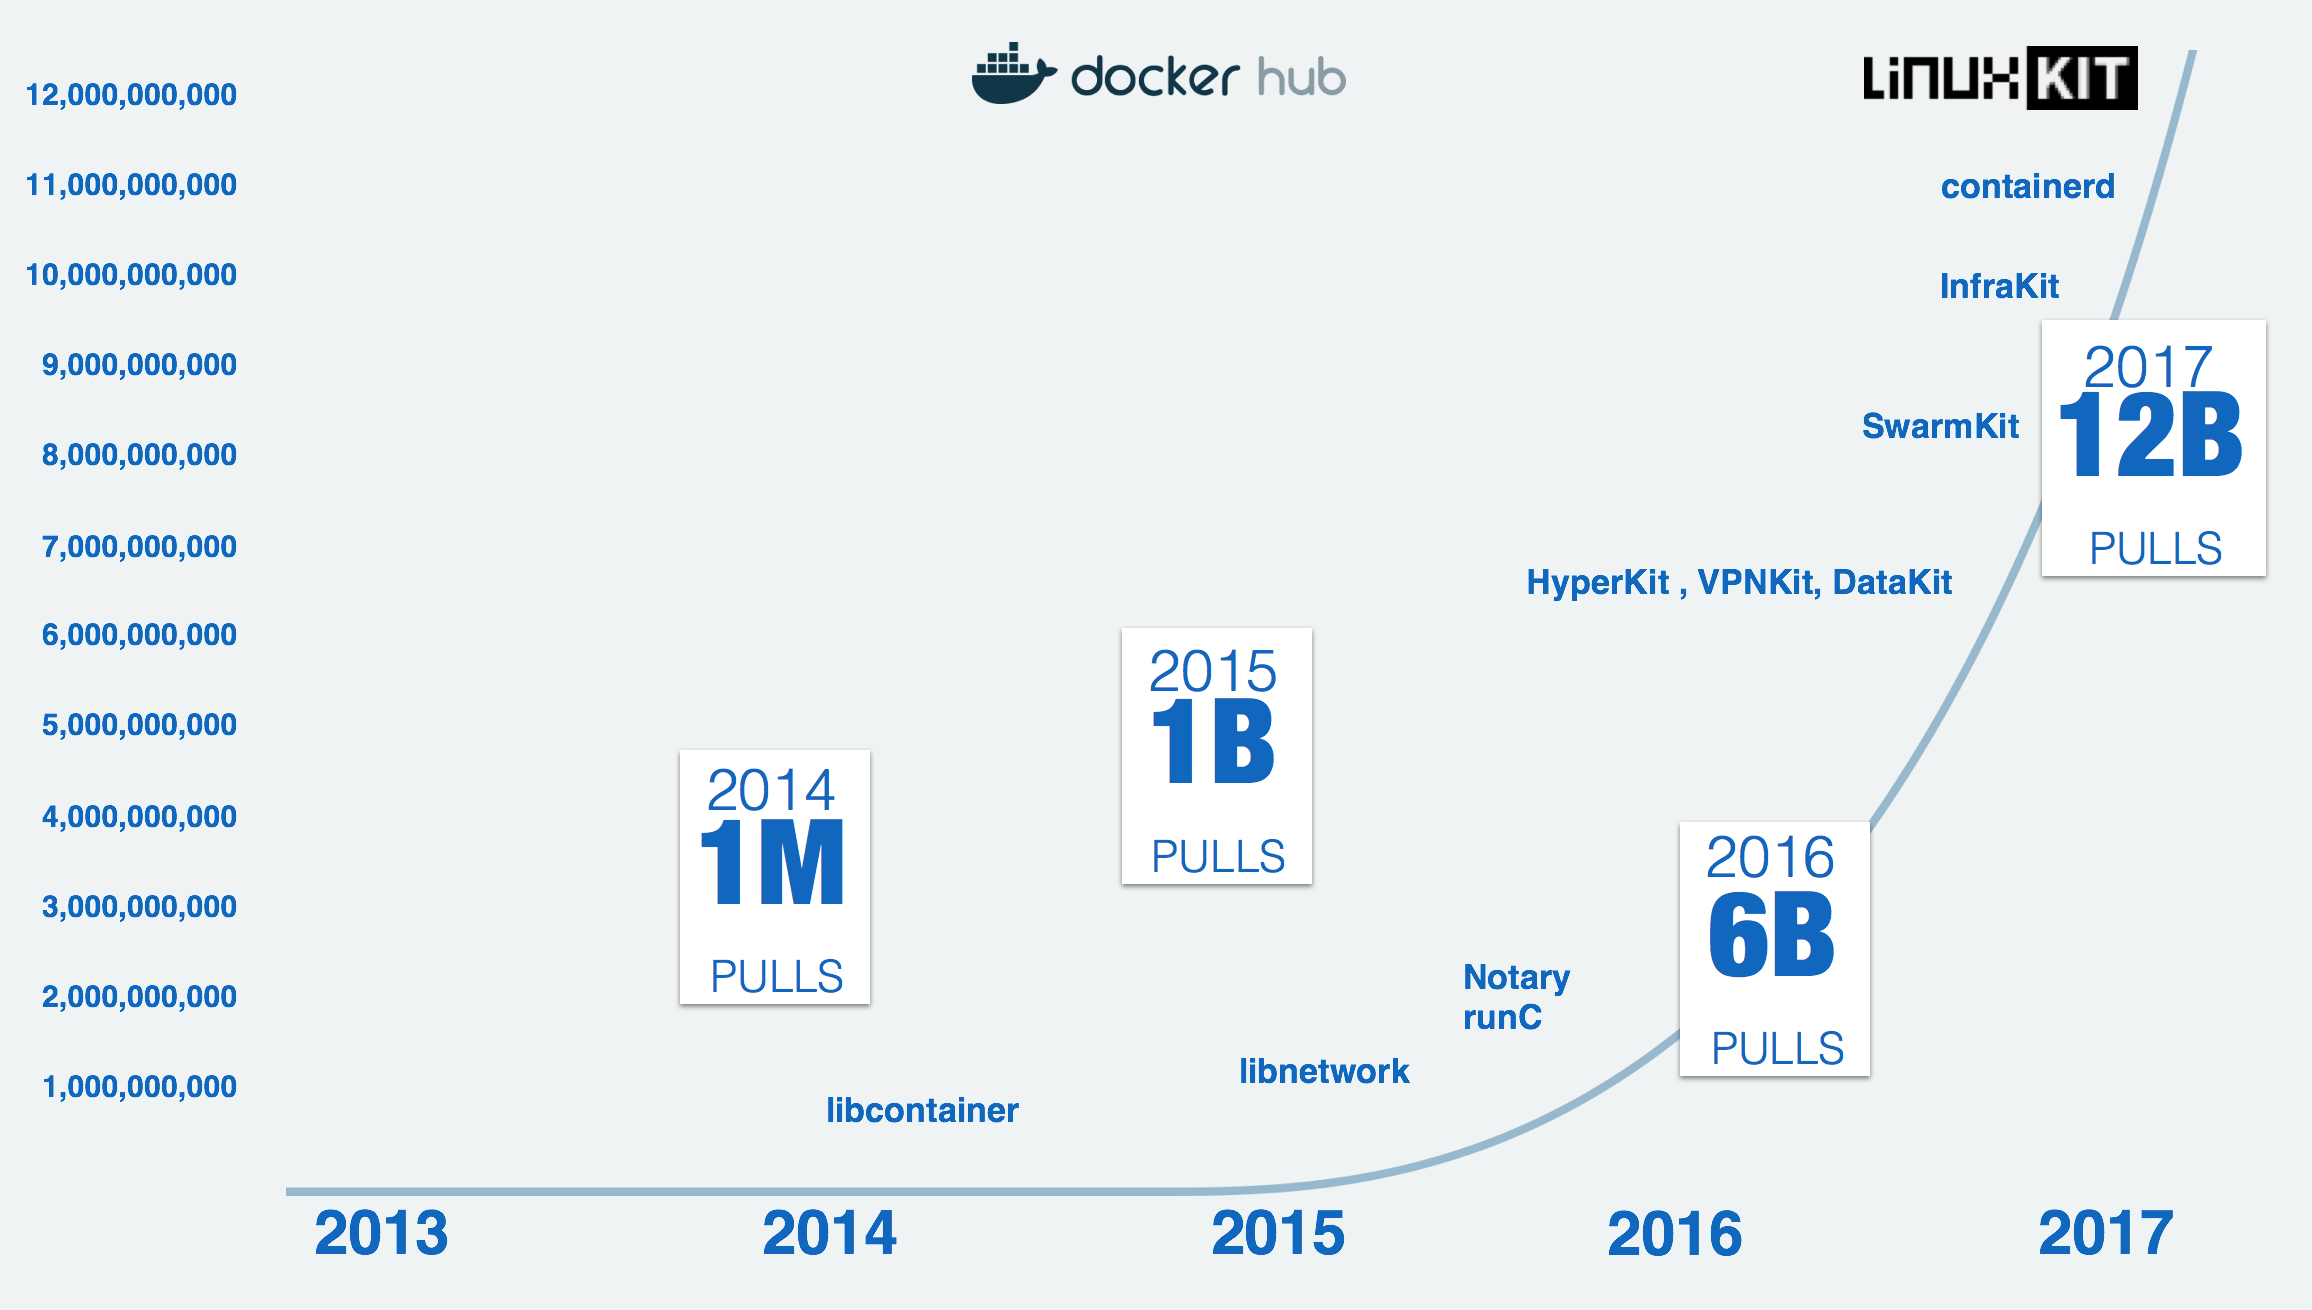 docker hub
LinuxKIT
12,000,000,000
11,000,000,000
10,000,000,000
9,000,000,000
8,000,000,000
7,000,000,000
6,000,000,000
5,000,000,000
4,000,000,000
3,000,000,000
2,000,000,000
1,000,000,000
containerd
InfraKit
SwarmKit
HyperKit , VPNKit, DataKit
Notary
runC
libnetwork
libcontainer
2014
1M
PULLS
2015
1B
PULLS
2016
6B
PULLS
2017
12B
PULLS
2013
2014
2015
2016
2017